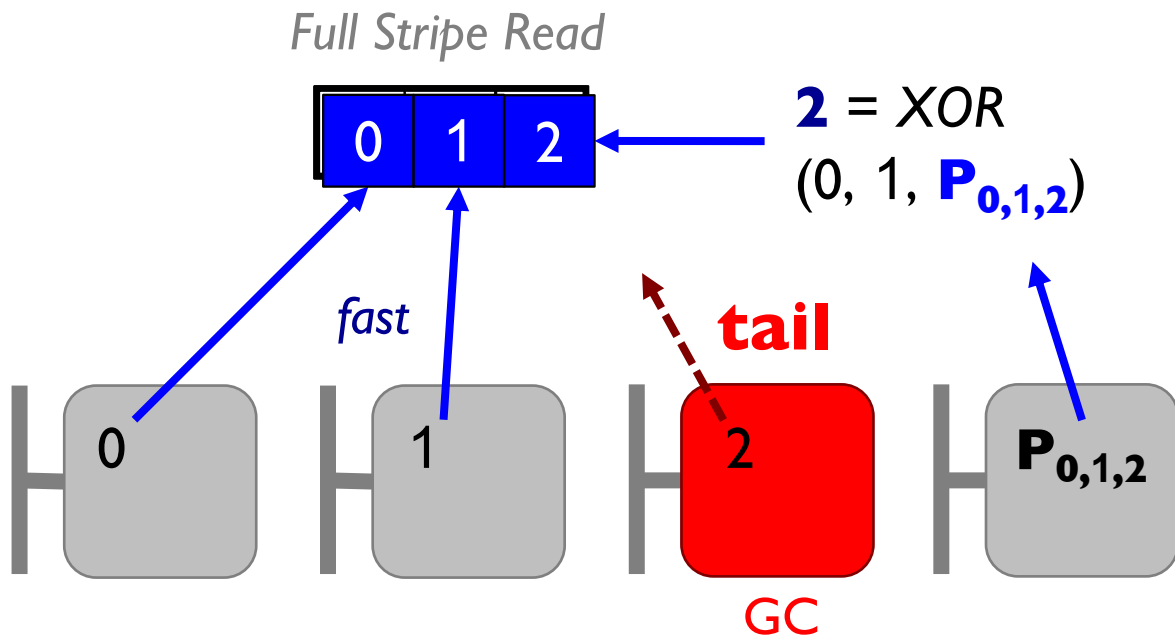 Full Stripe Read
0 1 2
2 = XOR
(0, 1, P0,1,2)
fast
tail
0
1
2
P0,1,2
GC